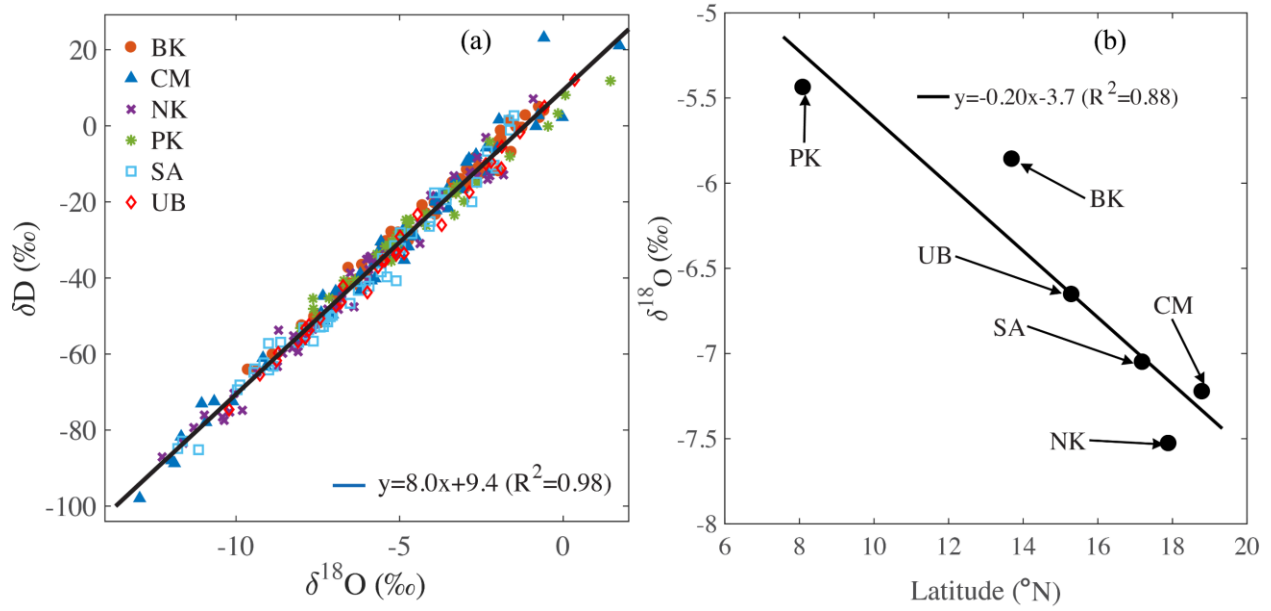 (a)
BK
CM
NK
PK
SA
UB
20
0
-20
-40
-60
-80
-100
δD (‰)
y=8.0x+9.4 (R²=0.98)
-10
-5
0
δ¹⁸O (‰)
(b)
-5
-5.5
-6
-6.5
-7
-7.5
-8
δ¹⁸O (‰)
y=-0.20x-3.7 (R²=0.88)
PK
BK
UB
SA
CM
NK
6
8
10
12
14
16
18
20
Latitude (°N)